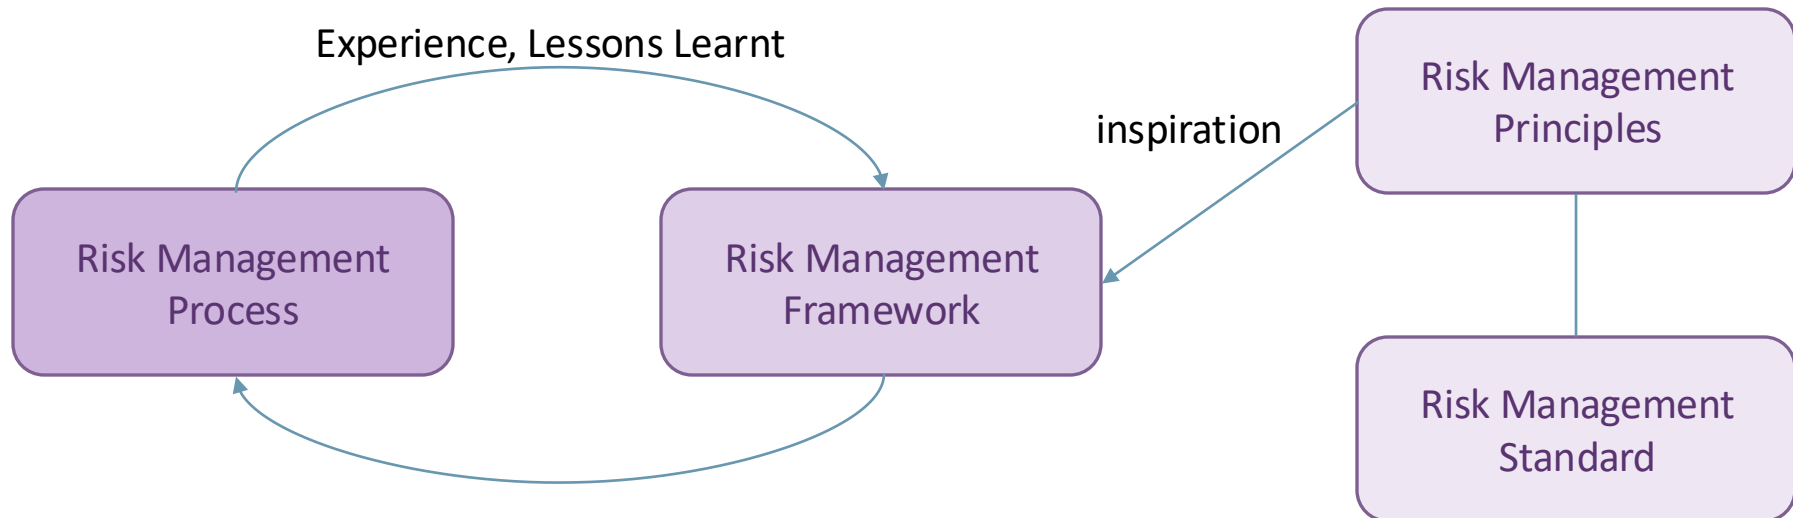 Experience, Lessons Learnt
Risk Management
Principles
inspiration
Risk Management
Process
Risk Management
Framework
Risk Management
Standard